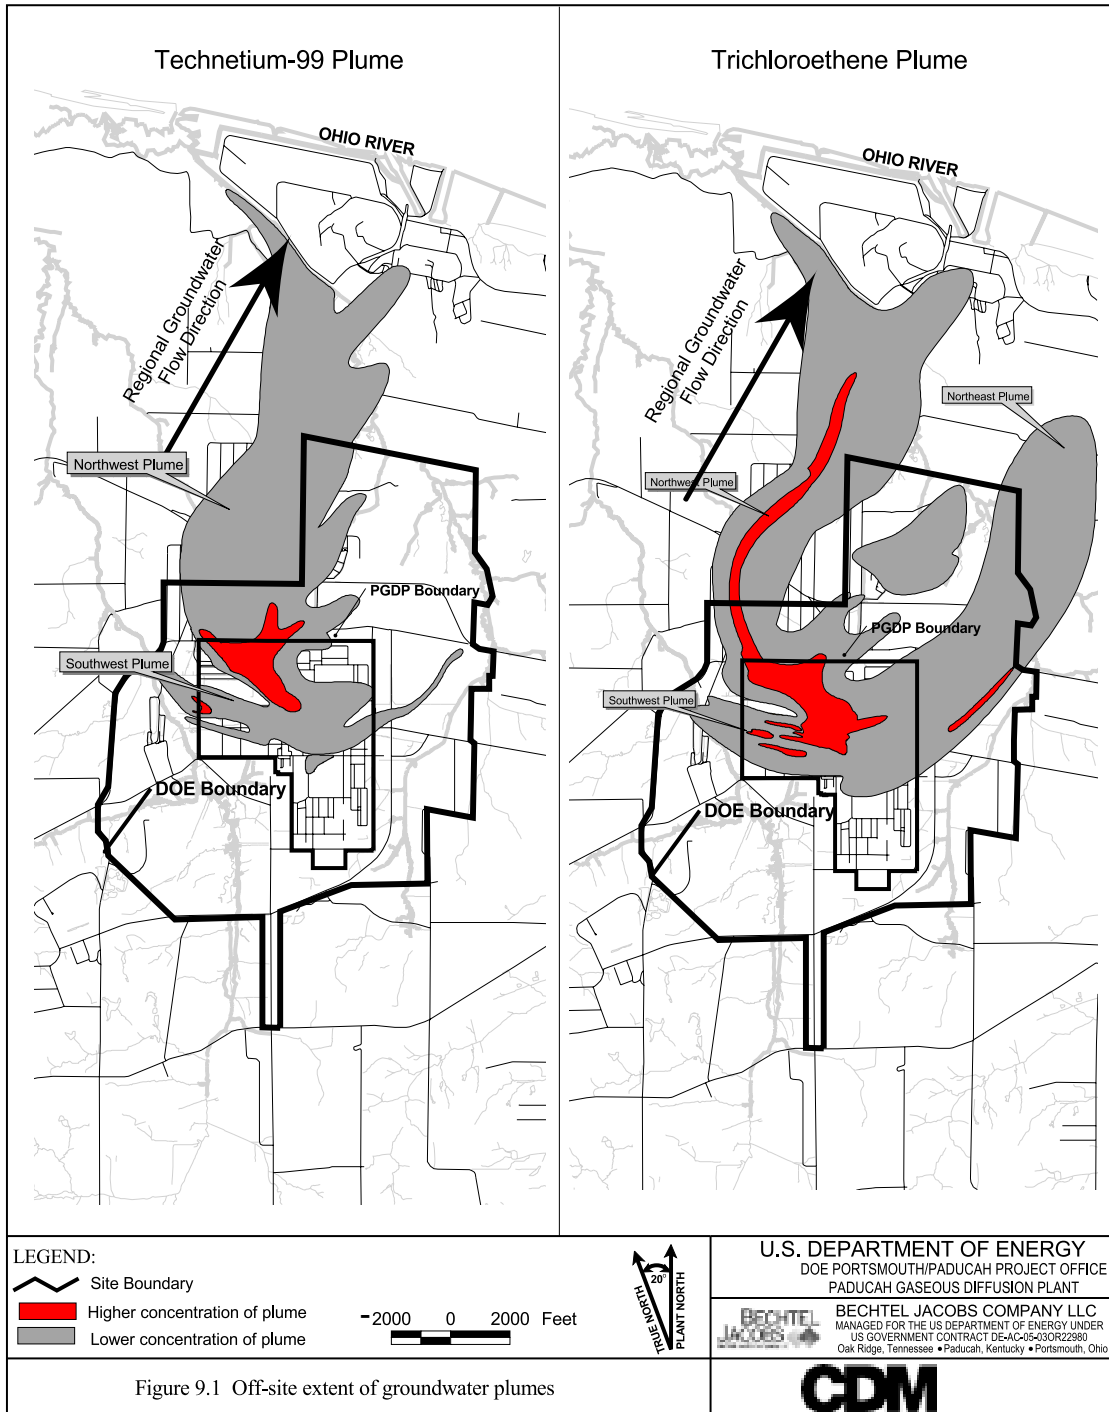 Technetium-99 Plume
OHIO RIVER
Regional Groundwater
Flow Direction
Northwest Plume
PGDP Boundary
Southwest Plume
DOE Boundary
Trichloroethene Plume
OHIO RIVER
Regional Groundwater
Flow Direction
Northeast Plume
Northwest Plume
PGDP Boundary
Southwest Plume
DOE Boundary
LEGEND:
Site Boundary
Higher concentration of plume
Lower concentration of plume
2000 0 2000 Feet
20°
TRUE NORTH
PLANT NORTH
U.S. DEPARTMENT OF ENERGY
DOE PORTSMOUTH/PADUCAH PROJECT OFFICE
PADUCAH GASEOUS DIFFUSION PLANT
BECHTEL
JACOBS
BECHTEL JACOBS COMPANY LLC
MANAGED FOR THE US DEPARTMENT OF ENERGY UNDER
US GOVERNMENT CONTRACT DE-AC-05-03OR22980
Oak Ridge, Tennessee • Paducah, Kentucky • Portsmouth, Ohio
CDM
Figure 9.1 Off-site extent of groundwater plumes